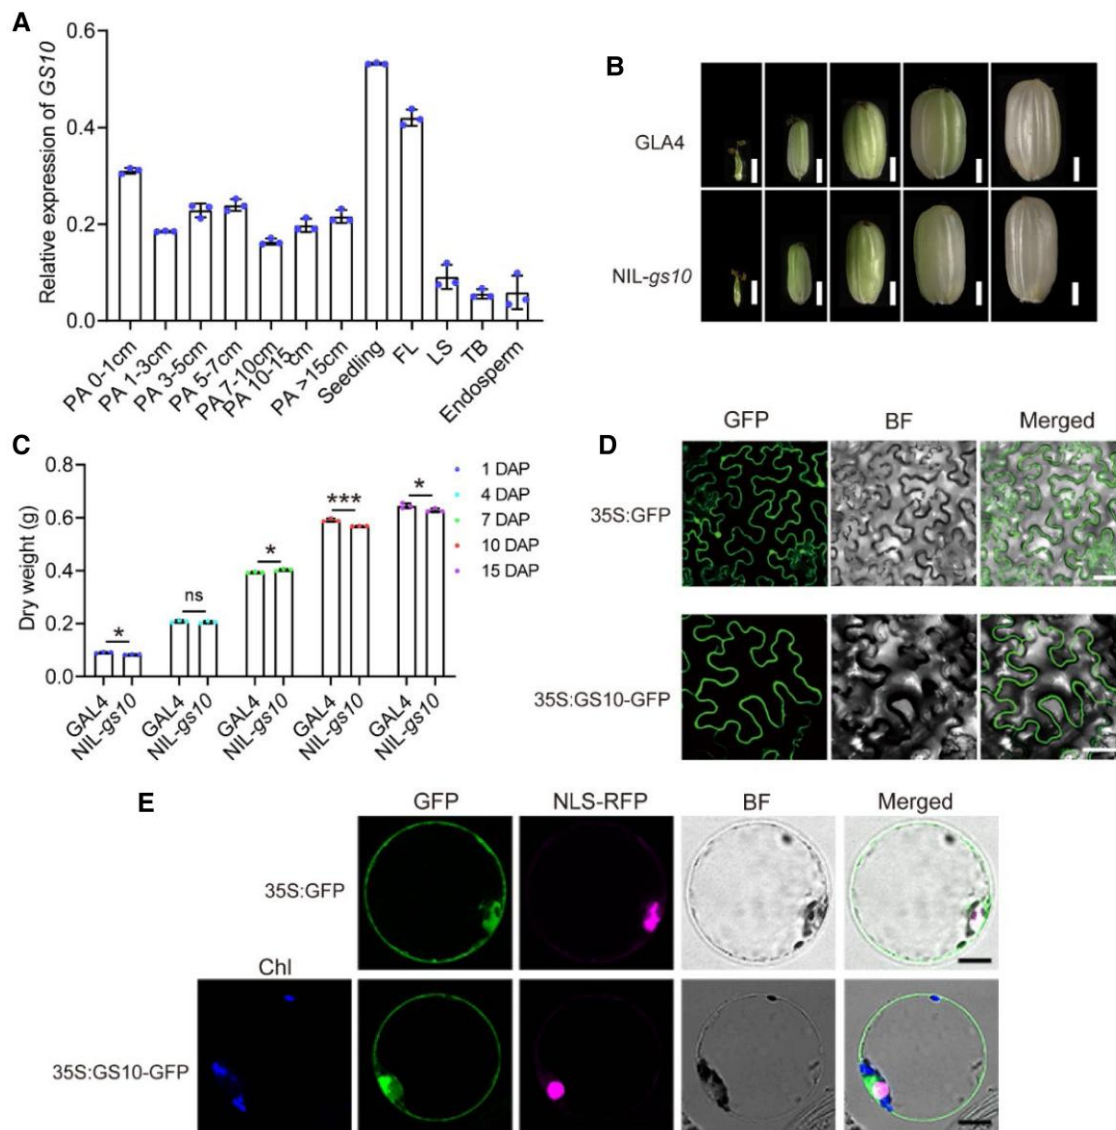 A
Relative expression of GS10
0.6
0.4
0.2
0.0
PA 0-1cm
PA 1-3cm
PA 3-5cm
PA 5-7cm
PA 7-10cm
PA 10-15
cm
PA >15cm
Seedling
FL
LS
TB
Endosperm
B
GLA4
NIL-gs10
C
Dry weight (g)
0.8
0.6
0.4
0.2
0.0
*
ns
*
***
*
1 DAP
4 DAP
7 DAP
10 DAP
15 DAP
GAL4
NIL-gs10
GAL4
NIL-gs10
GAL4
NIL-gs10
GAL4
NIL-gs10
GAL4
NIL-gs10
D
GFP BF Merged
35S:GFP
35S:GS10-GFP
E
GFP NLS-RFP BF Merged
35S:GFP
Chl
35S:GS10-GFP